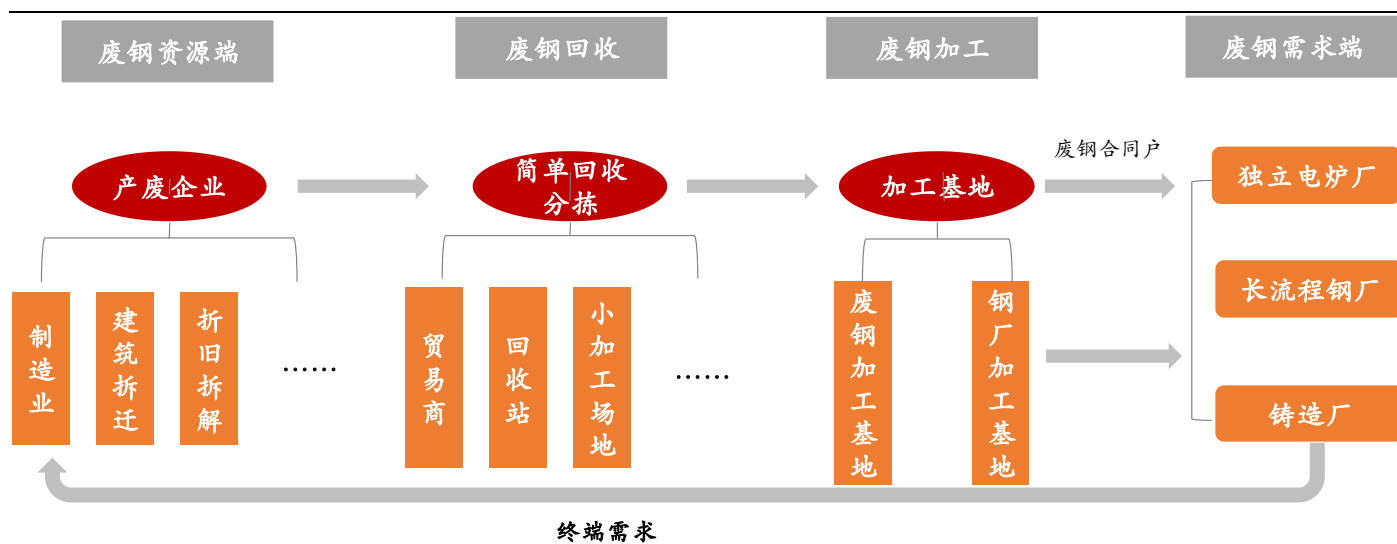 废钢资源端
废钢回收
废钢加工
废钢需求端
产废企业
简单回收
分拣
加工基地
废钢合同户
独立电炉厂
长流程钢厂
铸造厂
制造业
建筑拆迁
折旧拆解
……
贸易商
回收站
小加工场地
……
废钢加工基地
钢厂加工基地
终端需求